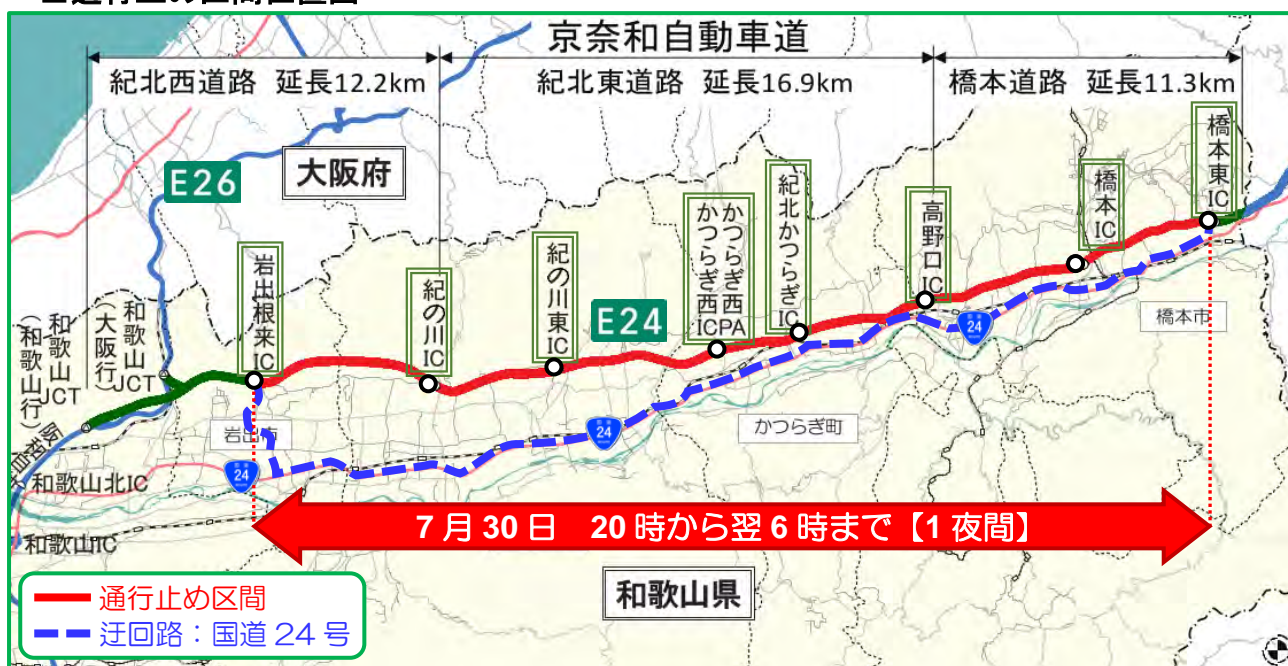 京奈和自動車道
紀北西道路 延長12.2km
紀北東道路 延長16.9km
橋本道路 延長11.3km
E26
大阪府
橋本東IC
橋本IC
高野口IC
紀北かつらぎIC
かつらぎ西PA
かつらぎ西IC
紀の川東IC
E24
紀の川IC
岩出根来IC
和歌山JCT
(大阪行)
和歌山JCT
(和歌山行)
24
橋本市
かつらぎ町
24
岩出市
24
和歌山北IC
和歌山IC
7月30日 20時から翌6時まで【1夜間】
和歌山県
通行止め区間
迂回路:国道24号